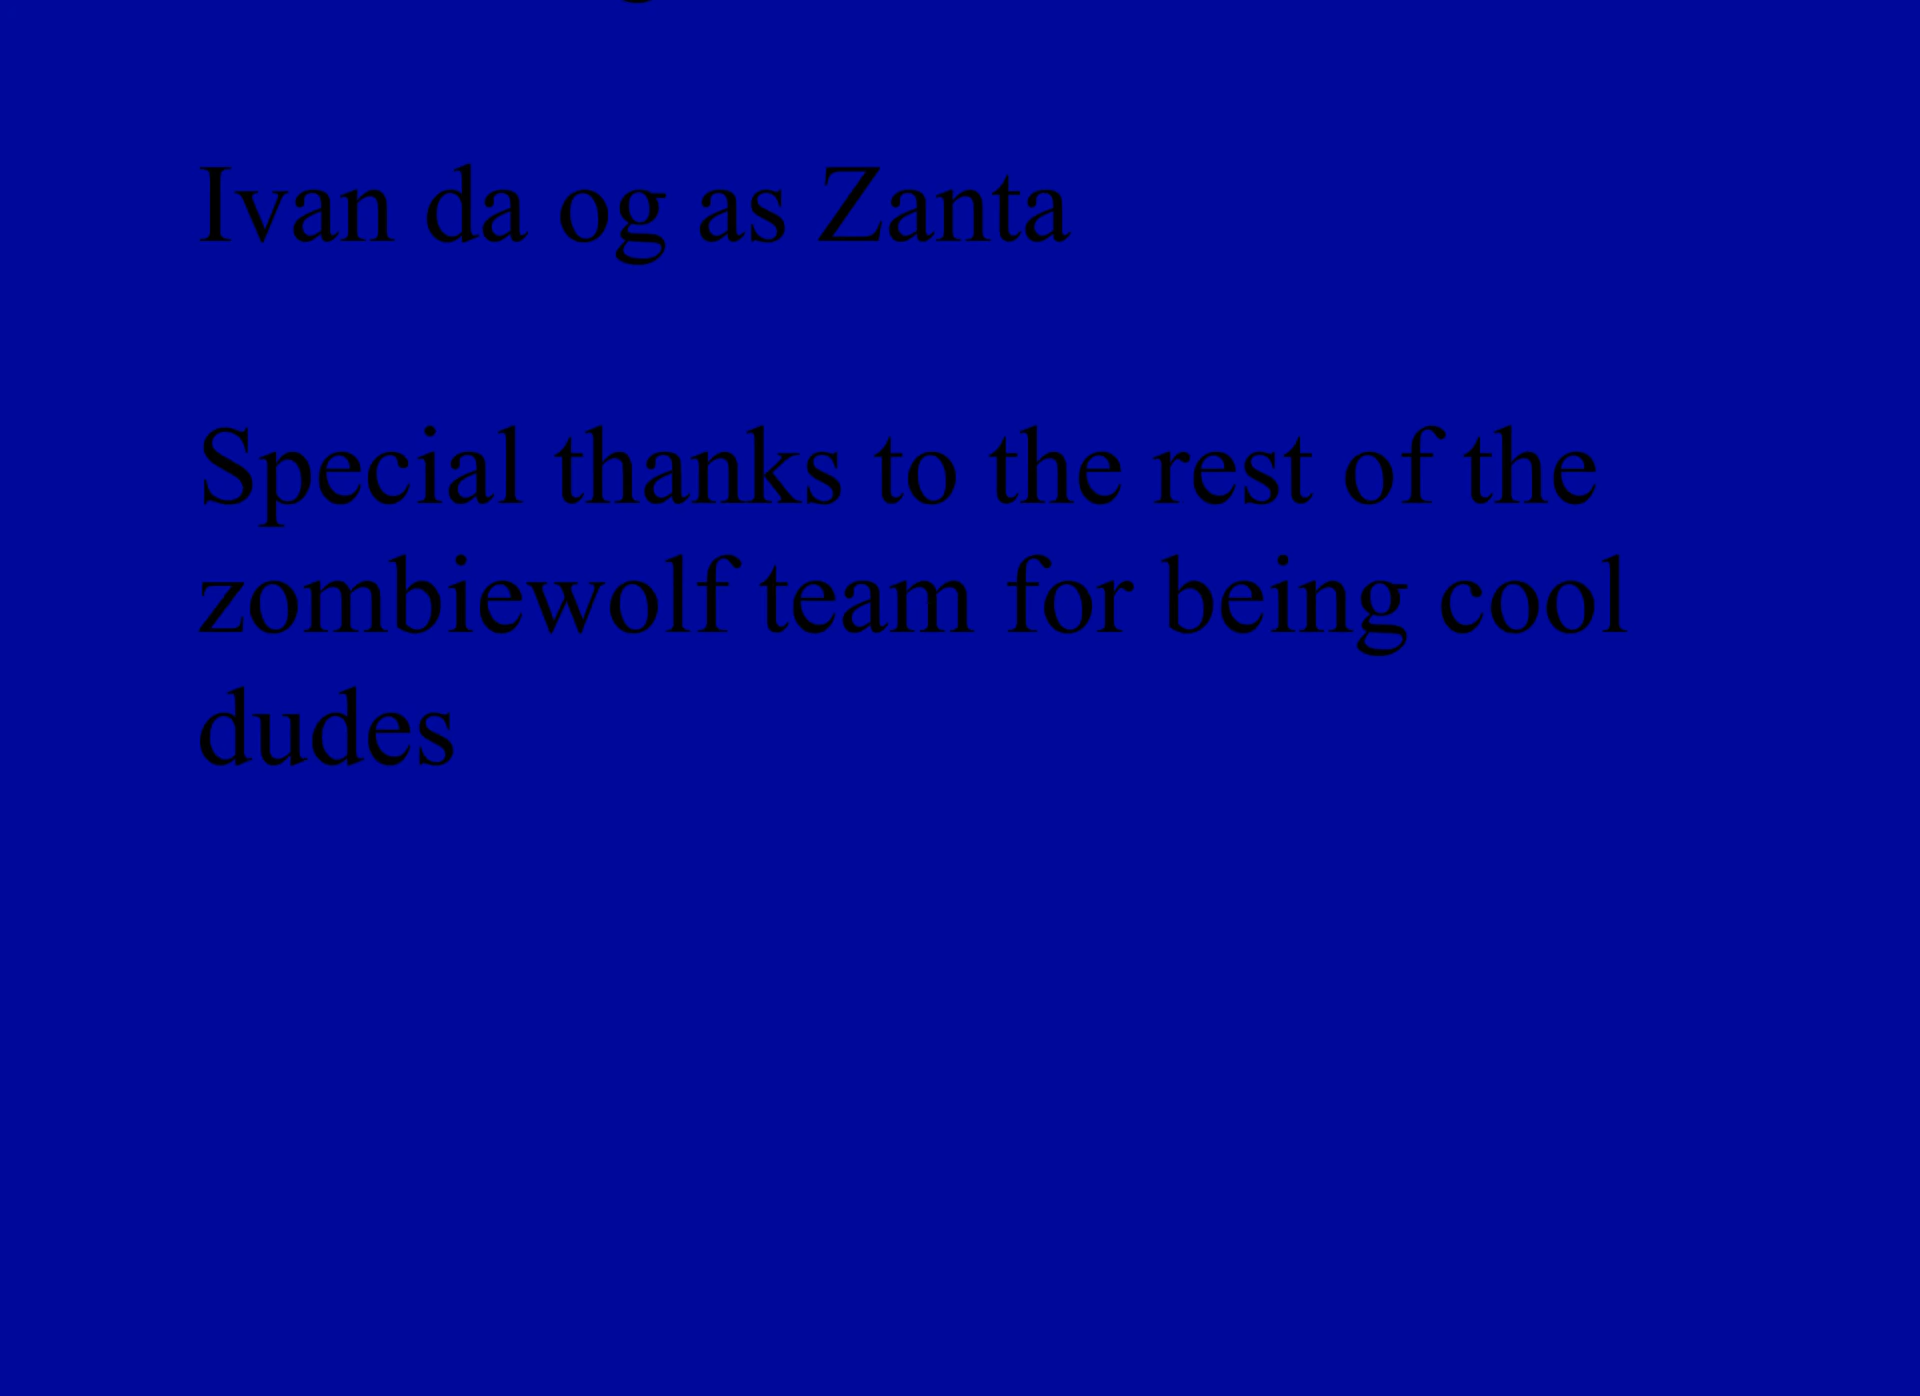 Ivan da og as Zanta
Special thanks to the rest of the
zombiewolf team for being cool
dudes